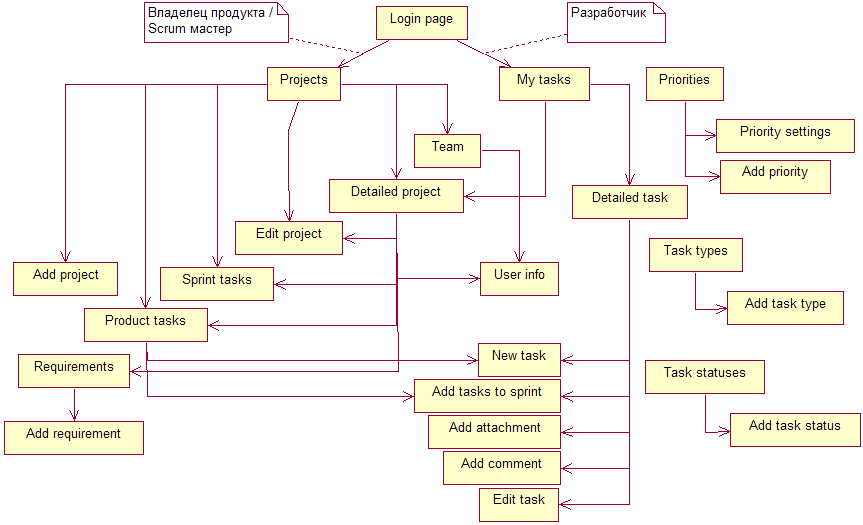 Владелец продукта /
Scrum мастер
Login page
Разработчик
Projects
My tasks
Priorities
Priority settings
Team
Add priority
Detailed project
Detailed task
Edit project
Task types
Add project
Sprint tasks
User info
Add task type
Product tasks
New task
Requirements
Task statuses
Add tasks to sprint
Add requirement
Add attachment
Add task status
Add comment
Edit task